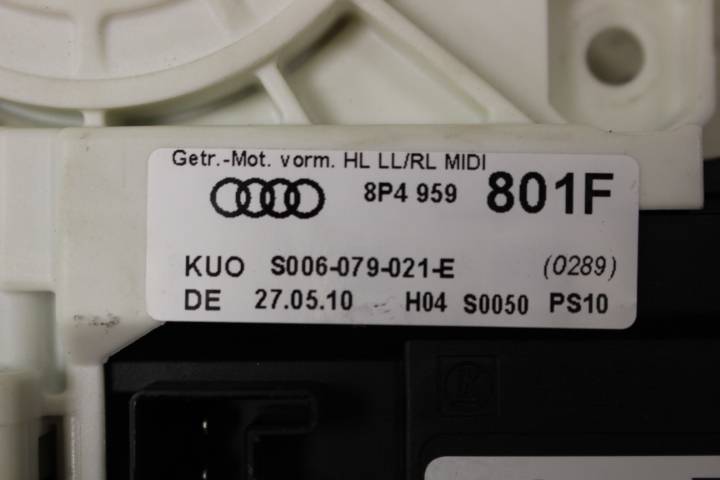 Getr.-Mot. vorm. HL LL/RL MIDI
8P4 959 801F
KUO S006-079-021-E (0289)
DE 27.05.10 H04 S0050 PS10